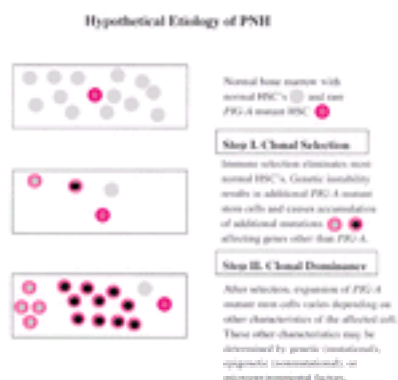 Hypothetical Etiology of PNH
Normal bone marrow with
normal HSC's and rare
PIG-A mutant HSC
Step I. Clonal Selection
Immune selection eliminates most
normal HSC's. Genetic instability
results in additional PIG-A mutant
stem cells and causes accumulation
of additional mutations,
affecting genes other than PIG-A.
Step II. Clonal Dominance
After selection, expansion of PIG-A
mutant stem cells varies depending on
other characteristics of the affected cell.
These other characteristics may be
determined by genetic (mutational),
epigenetic (nonmutational), or
microenvironmental factors.